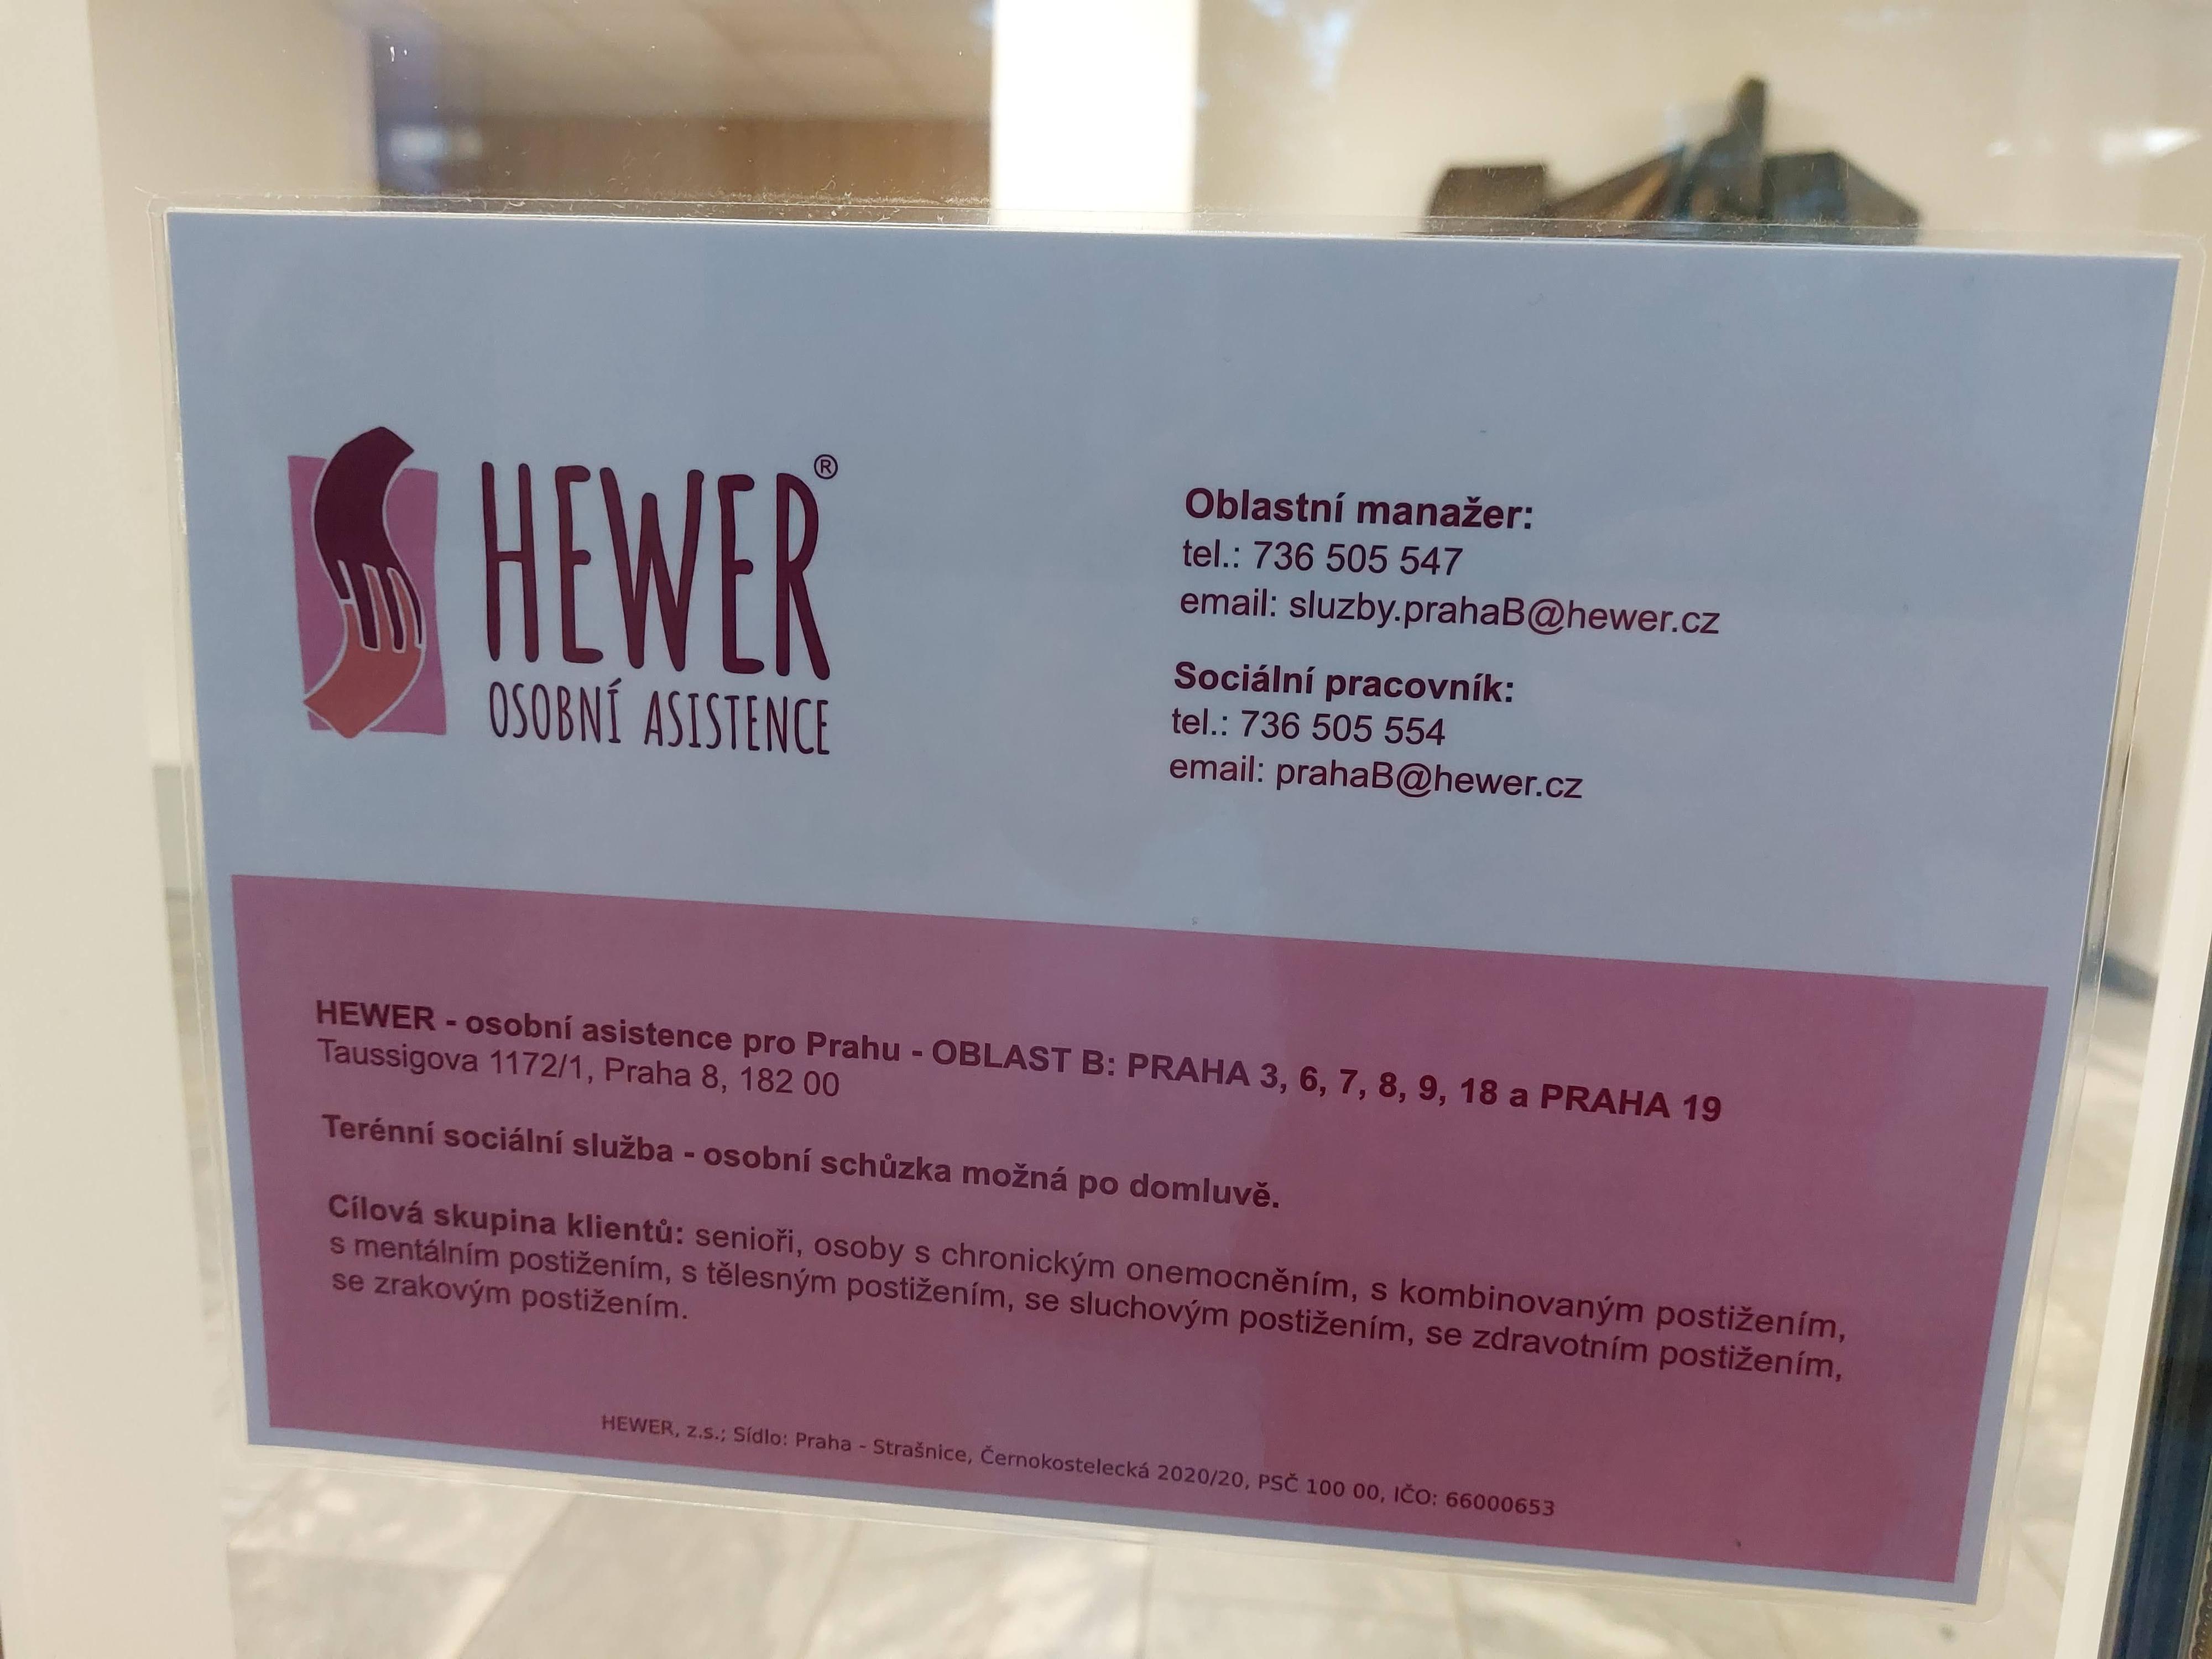 HEWER®
OSOBNÍ ASISTENCE
Oblastní manažer:
tel.: 736 505 547
email: sluzby.prahaB@hewer.cz
Sociální pracovník:
tel.: 736 505 554
email: prahaB@hewer.cz
HEWER - osobní asistence pro Prahu - OBLAST B: PRAHA 3, 6, 7, 8, 9, 18 a PRAHA 19
Taussigova 1172/1, Praha 8, 182 00
Terénní sociální služba - osobní schůzka možná po domluvě.
Cílová skupina klientů: senioři, osoby s chronickým onemocněním, s kombinovaným postižením,
s mentálním postižením, s tělesným postižením, se sluchovým postižením, se zdravotním postižením,
se zrakovým postižením.
HEWER, z.s.; Sídlo: Praha - Strašnice, Černokostelecká 2020/20, PSČ 100 00, IČO: 66000653